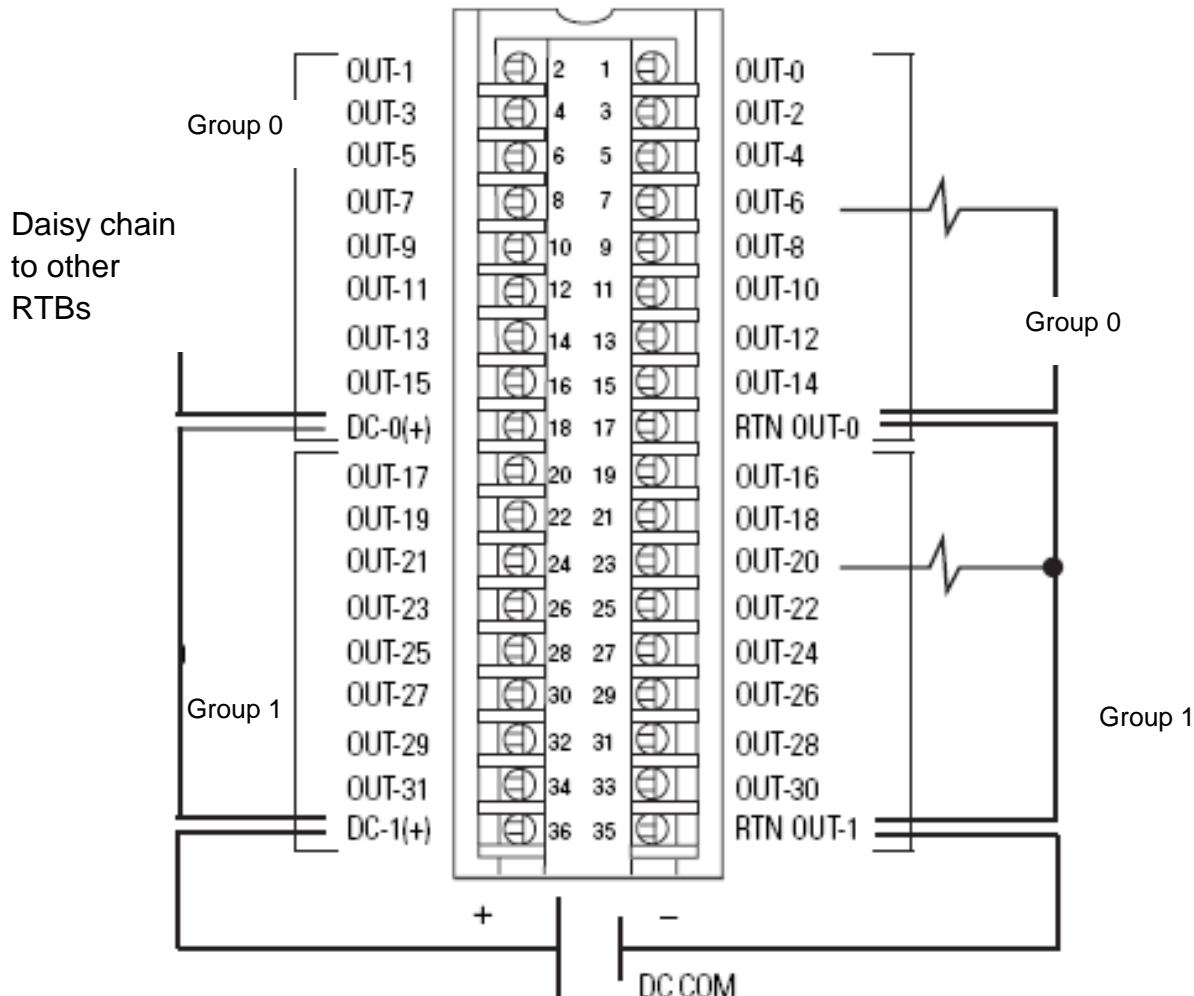 OUT-1 2 1 OUT-0
Group 0
OUT-3 4 3 OUT-2
OUT-5 6 5 OUT-4
Daisy chain
to other
RTBs
OUT-7 8 7 OUT-6
OUT-9 10 9 OUT-8
OUT-11 12 11 OUT-10
Group 0
OUT-13 14 13 OUT-12
OUT-15 16 15 OUT-14
DC-0(+) 18 17 RTN OUT-0
OUT-17 20 19 OUT-16
OUT-19 22 21 OUT-18
OUT-21 24 23 OUT-20
OUT-23 26 25 OUT-22
OUT-25 28 27 OUT-24
Group 1
OUT-27 30 29 OUT-26
Group 1
OUT-29 32 31 OUT-28
OUT-31 34 33 OUT-30
DC-1(+) 36 35 RTN OUT-1
+ –
DC COM